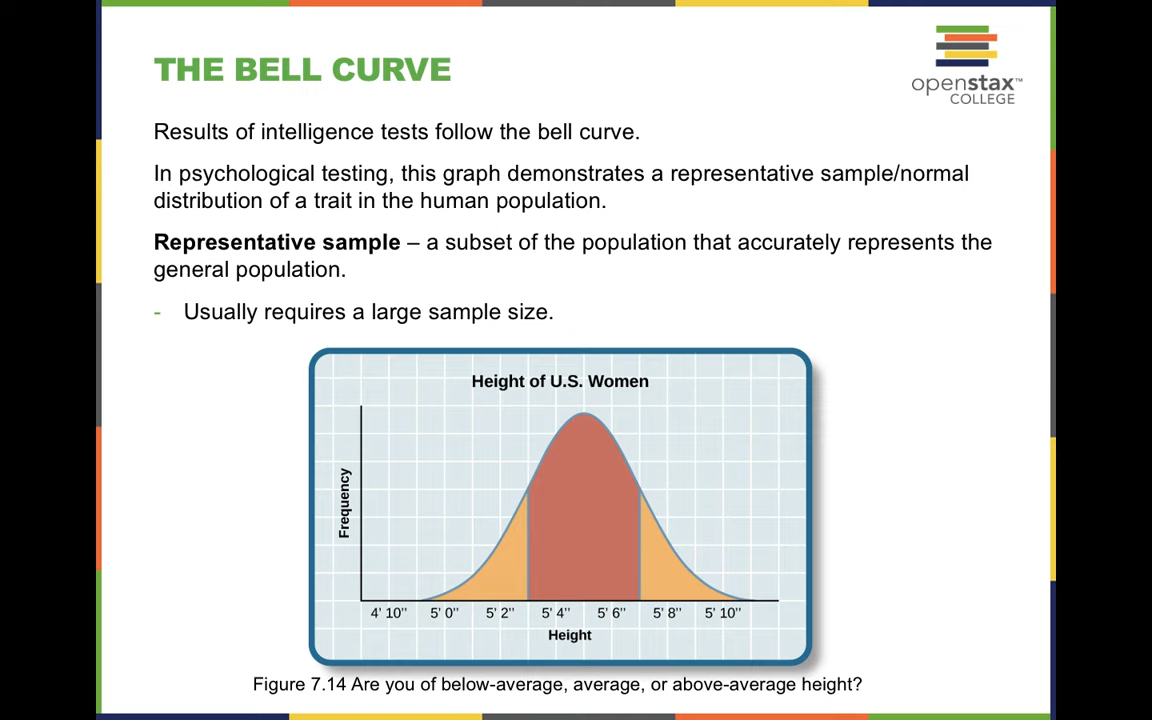 THE BELL CURVE
openstax™
COLLEGE
Results of intelligence tests follow the bell curve.
In psychological testing, this graph demonstrates a representative sample/normal
distribution of a trait in the human population.
Representative sample – a subset of the population that accurately represents the
general population.
- Usually requires a large sample size.
Height of U.S. Women
Frequency
4' 10'' 5' 0'' 5' 2'' 5' 4'' 5' 6'' 5' 8'' 5' 10''
Height
Figure 7.14 Are you of below-average, average, or above-average height?